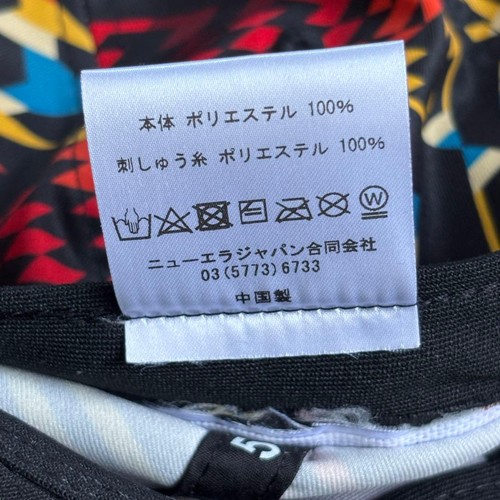 本体 ポリエステル 100%
刺しゅう糸 ポリエステル 100%
W
ニューエラジャパン合同会社
03(5773)6733
中国製
5